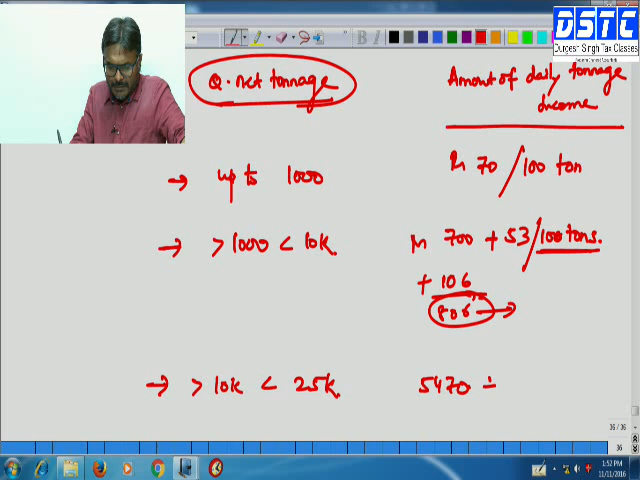 DSTC
Durgesh Singh Tax Classes
Q. net tonnage
Amount of daily tonnage
Income
→ up to 1000
70/100 ton
→ >1000 < 10k.
700 + 53/100 tons.
+ 106
806 →
→ > 10k < 25k
5470 +
36 / 36
36
1:52 PM
11/11/2016